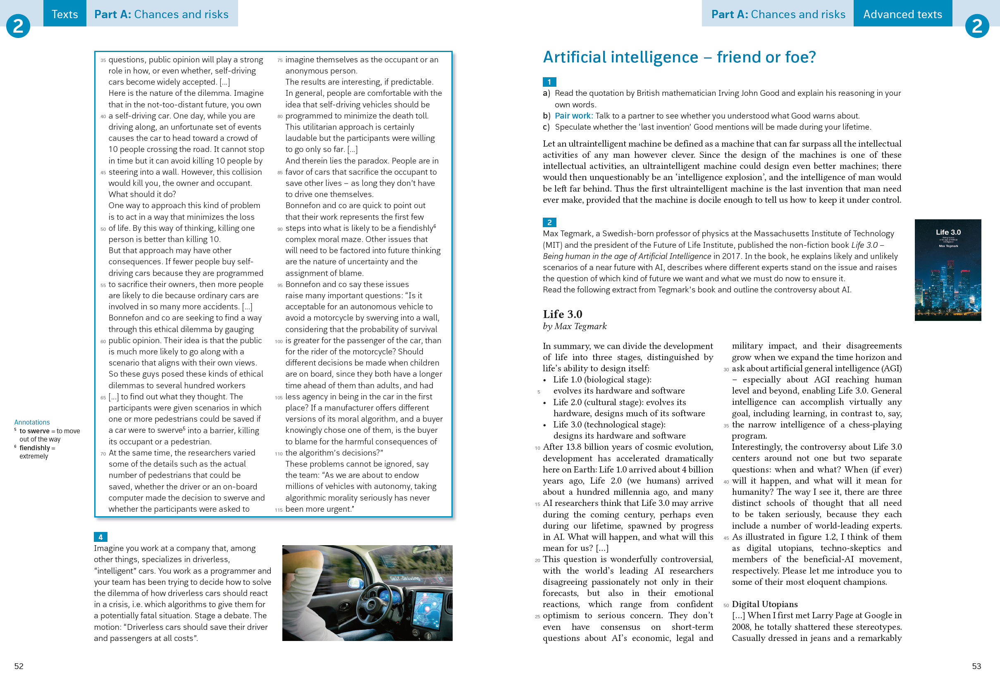 2
Texts
Part A: Chances and risks
35 questions, public opinion will play a strong
role in how, or even whether, self-driving
cars become widely accepted. [...]
Here is the nature of the dilemma. Imagine
that in the not-too-distant future, you own
40 a self-driving car. One day, while you are
driving along, an unfortunate set of events
causes the car to head toward a crowd of
10 people crossing the road. It cannot stop
in time but it can avoid killing 10 people by
45 steering into a wall. However, this collision
would kill you, the owner and occupant.
What should it do?
One way to approach this kind of problem
is to act in a way that minimizes the loss
50 of life. By this way of thinking, killing one
person is better than killing 10.
But that approach may have other
consequences. If fewer people buy self-
driving cars because they are programmed
55 to sacrifice their owners, then more people
are likely to die because ordinary cars are
involved in so many more accidents. [...]
Bonnefon and co are seeking to find a way
through this ethical dilemma by gauging
60 public opinion. Their idea is that the public
is much more likely to go along with a
scenario that aligns with their own views.
So these guys posed these kinds of ethical
dilemmas to several hundred workers
65 [...] to find out what they thought. The
participants were given scenarios in which
one or more pedestrians could be saved if
a car were to swerve⁵ into a barrier, killing
its occupant or a pedestrian.
70 At the same time, the researchers varied
some of the details such as the actual
number of pedestrians that could be
saved, whether the driver or an on-board
computer made the decision to swerve and
whether the participants were asked to
75 imagine themselves as the occupant or an
anonymous person.
The results are interesting, if predictable.
In general, people are comfortable with the
idea that self-driving vehicles should be
80 programmed to minimize the death toll.
This utilitarian approach is certainly
laudable but the participants were willing
to go only so far. [...]
And therein lies the paradox. People are in
85 favor of cars that sacrifice the occupant to
save other lives – as long they don't have
to drive one themselves.
Bonnefon and co are quick to point out
that their work represents the first few
90 steps into what is likely to be a fiendishly⁶
complex moral maze. Other issues that
will need to be factored into future thinking
are the nature of uncertainty and the
assignment of blame.
95 Bonnefon and co say these issues
raise many important questions: “Is it
acceptable for an autonomous vehicle to
avoid a motorcycle by swerving into a wall,
considering that the probability of survival
100 is greater for the passenger of the car, than
for the rider of the motorcycle? Should
different decisions be made when children
are on board, since they both have a longer
time ahead of them than adults, and had
105 less agency in being in the car in the first
place? If a manufacturer offers different
versions of its moral algorithm, and a buyer
knowingly chose one of them, is the buyer
to blame for the harmful consequences of
110 the algorithm's decisions?”
These problems cannot be ignored, say
the team: “As we are about to endow
millions of vehicles with autonomy, taking
algorithmic morality seriously has never
115 been more urgent.”
Annotations
⁵ to swerve = to move
out of the way
⁶ fiendishly =
extremely
4
Imagine you work at a company that, among
other things, specializes in driverless,
“intelligent” cars. You work as a programmer and
your team has been trying to decide how to solve
the dilemma of how driverless cars should react
in a crisis, i.e. which algorithms to give them for
a potentially fatal situation. Stage a debate. The
motion: “Driverless cars should save their driver
and passengers at all costs”.
Self-Driving
52
Part A: Chances and risks
Advanced texts
2
Artificial intelligence – friend or foe?
1
a) Read the quotation by British mathematician Irving John Good and explain his reasoning in your
own words.
b) Pair work: Talk to a partner to see whether you understood what Good warns about.
c) Speculate whether the ‘last invention’ Good mentions will be made during your lifetime.
Let an ultraintelligent machine be defined as a machine that can far surpass all the intellectual
activities of any man however clever. Since the design of the machines is one of these
intellectual activities, an ultraintelligent machine could design even better machines; there
would then unquestionably be an ‘intelligence explosion’, and the intelligence of man would
be left far behind. Thus the first ultraintelligent machine is the last invention that man need
ever make, provided that the machine is docile enough to tell us how to keep it under control.
2
Max Tegmark, a Swedish-born professor of physics at the Massachusetts Institute of Technology
(MIT) and the president of the Future of Life Institute, published the non-fiction book Life 3.0 –
Being human in the age of Artificial Intelligence in 2017. In the book, he explains likely and unlikely
scenarios of a near future with AI, describes where different experts stand on the issue and raises
the question of which kind of future we want and what we must do now to ensure it.
Read the following extract from Tegmark's book and outline the controversy about AI.
Life 3.0
Being human
in the age of Artificial
Intelligence
Max Tegmark
Life 3.0
by Max Tegmark
In summary, we can divide the development
of life into three stages, distinguished by
life's ability to design itself:
• Life 1.0 (biological stage):
5 evolves its hardware and software
• Life 2.0 (cultural stage): evolves its
hardware, designs much of its software
• Life 3.0 (technological stage):
designs its hardware and software
10 After 13.8 billion years of cosmic evolution,
development has accelerated dramatically
here on Earth: Life 1.0 arrived about 4 billion
years ago, Life 2.0 (we humans) arrived
about a hundred millennia ago, and many
15 AI researchers think that Life 3.0 may arrive
during the coming century, perhaps even
during our lifetime, spawned by progress
in AI. What will happen, and what will this
mean for us? [...]
20 This question is wonderfully controversial,
with the world's leading AI researchers
disagreeing passionately not only in their
forecasts, but also in their emotional
reactions, which range from confident
25 optimism to serious concern. They don't
even have consensus on short-term
questions about AI's economic, legal and
military impact, and their disagreements
grow when we expand the time horizon and
30 ask about artificial general intelligence (AGI)
– especially about AGI reaching human
level and beyond, enabling Life 3.0. General
intelligence can accomplish virtually any
goal, including learning, in contrast to, say,
35 the narrow intelligence of a chess-playing
program.
Interestingly, the controversy about Life 3.0
centers around not one but two separate
questions: when and what? When (if ever)
40 will it happen, and what will it mean for
humanity? The way I see it, there are three
distinct schools of thought that all need
to be taken seriously, because they each
include a number of world-leading experts.
45 As illustrated in figure 1.2, I think of them
as digital utopians, techno-skeptics and
members of the beneficial-AI movement,
respectively. Please let me introduce you to
some of their most eloquent champions.
50 Digital Utopians
[...] When I first met Larry Page at Google in
2008, he totally shattered these stereotypes.
Casually dressed in jeans and a remarkably
53